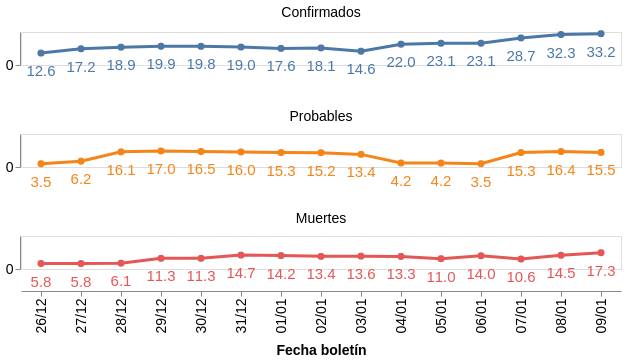 Confirmados
0
12.6 17.2 18.9 19.9 19.8 19.0 17.6 18.1 14.6 22.0 23.1 23.1 28.7 32.3 33.2
Probables
0
3.5 6.2 16.1 17.0 16.5 16.0 15.3 15.2 13.4 4.2 4.2 3.5 15.3 16.4 15.5
Muertes
0
5.8 5.8 6.1 11.3 11.3 14.7 14.2 13.4 13.6 13.3 11.0 14.0 10.6 14.5 17.3
26/12 27/12 28/12 29/12 30/12 31/12 01/01 02/01 03/01 04/01 05/01 06/01 07/01 08/01 09/01
Fecha boletín